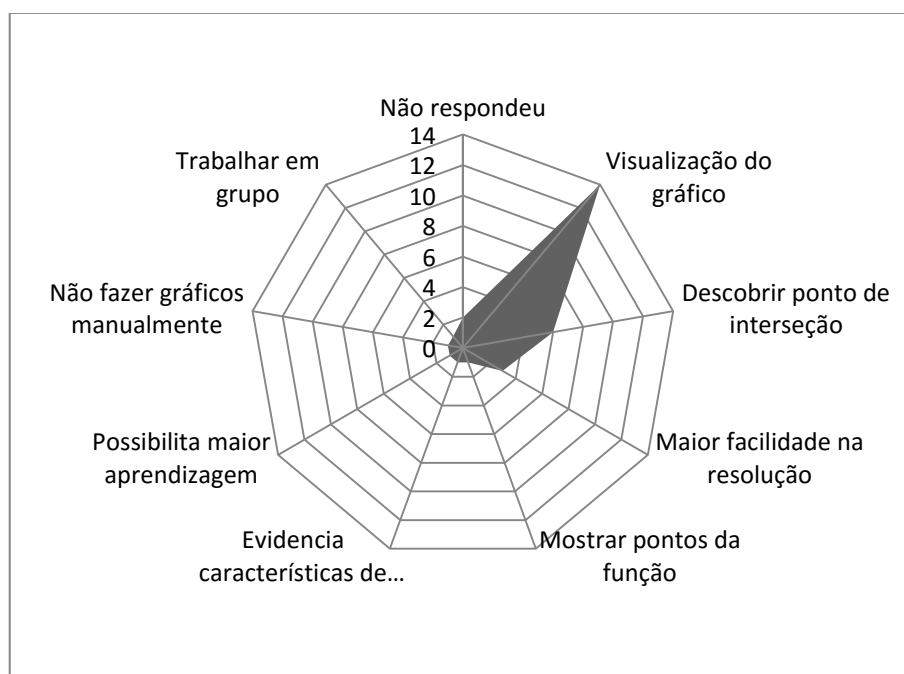 Não respondeu
14
12
10
8
6
4
2
0
Visualização do
gráfico
Descobrir ponto de
interseção
Maior facilidade na
resolução
Mostrar pontos da
função
Evidencia
características de...
Possibilita maior
aprendizagem
Não fazer gráficos
manualmente
Trabalhar em
grupo